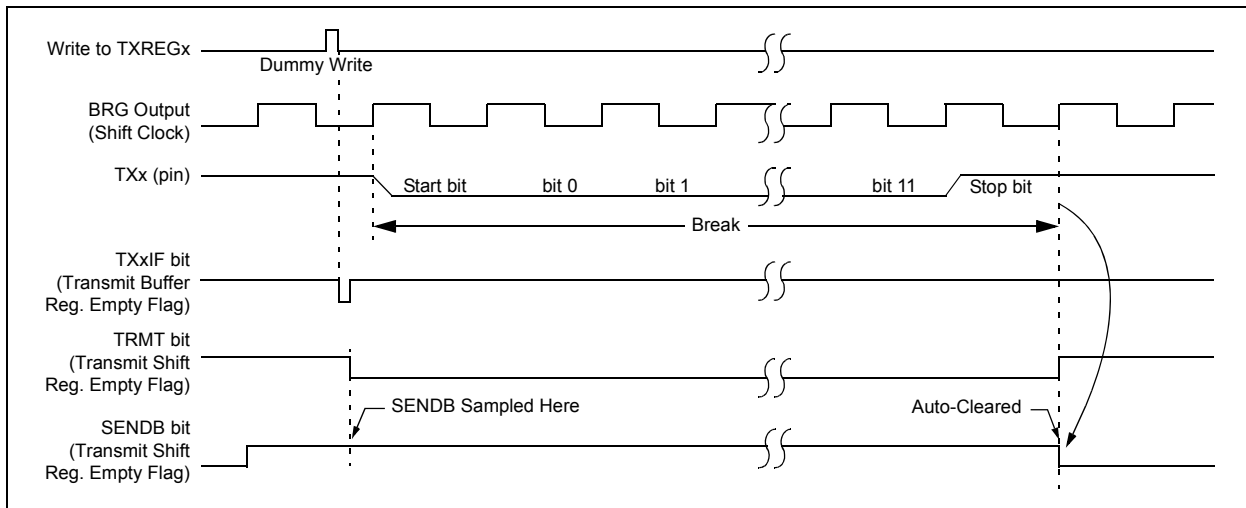 Write to TXREGx
Dummy Write
BRG Output
(Shift Clock)
TXx (pin)
Start bit
bit 0
bit 1
bit 11
Stop bit
Break
TXxIF bit
(Transmit Buffer
Reg. Empty Flag)
TRMT bit
(Transmit Shift
Reg. Empty Flag)
SENDB Sampled Here
Auto-Cleared
SENDB bit
(Transmit Shift
Reg. Empty Flag)